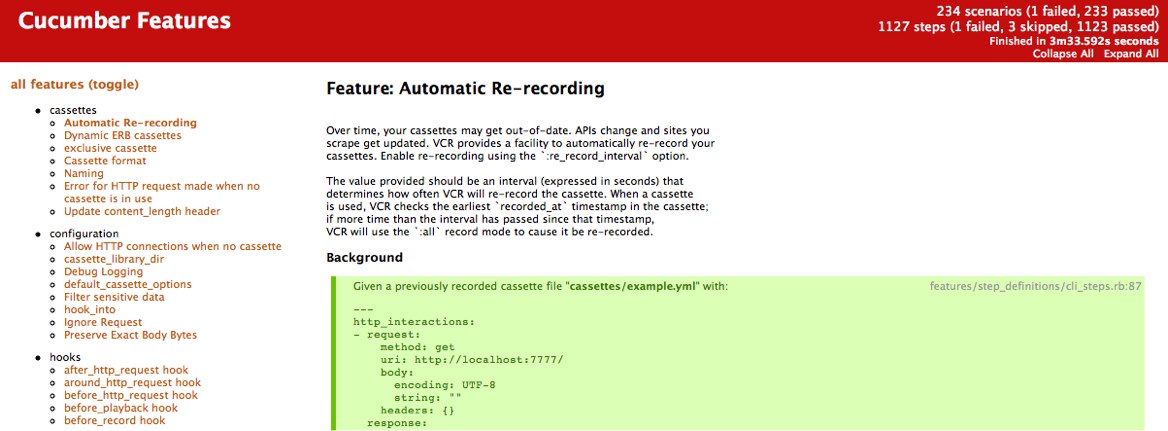 Cucumber Features
234 scenarios (1 failed, 233 passed)
1127 steps (1 failed, 3 skipped, 1123 passed)
Finished in 3m33.592s seconds
Collapse All Expand All
all features (toggle)
cassettes
Automatic Re-recording
Dynamic ERB cassettes
exclusive cassette
Cassette format
Naming
Error for HTTP request made when no
cassette is in use
Update content_length header
configuration
Allow HTTP connections when no cassette
cassette_library_dir
Debug Logging
default_cassette_options
Filter sensitive data
hook_into
Ignore Request
Preserve Exact Body Bytes
hooks
after_http_request hook
around_http_request hook
before_http_request hook
before_playback hook
before_record hook
Feature: Automatic Re-recording
Over time, your cassettes may get out-of-date. APIs change and sites you
scrape get updated. VCR provides a facility to automatically re-record your
cassettes. Enable re-recording using the `:re_record_interval` option.
The value provided should be an interval (expressed in seconds) that
determines how often VCR will re-record the cassette. When a cassette
is used, VCR checks the earliest `recorded_at` timestamp in the cassette;
if more time than the interval has passed since that timestamp,
VCR will use the `:all` record mode to cause it be re-recorded.
Background
Given a previously recorded cassette file "cassettes/example.yml" with:
features/step_definitions/cli_steps.rb:87
---
http_interactions:
- request:
method: get
uri: http://localhost:7777/
body:
encoding: UTF-8
string: ""
headers: {}
response: